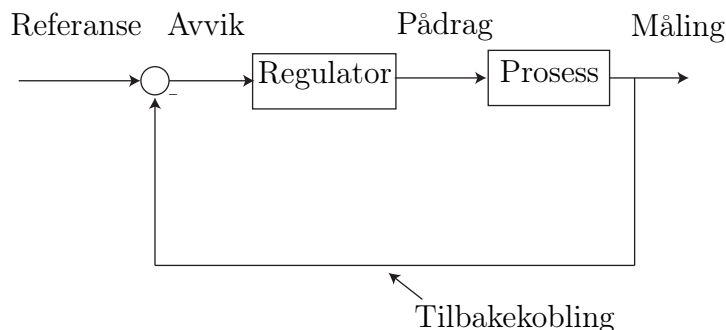 Referanse
Avvik
Pådrag
Måling
Regulator
Prosess
–
Tilbakekobling